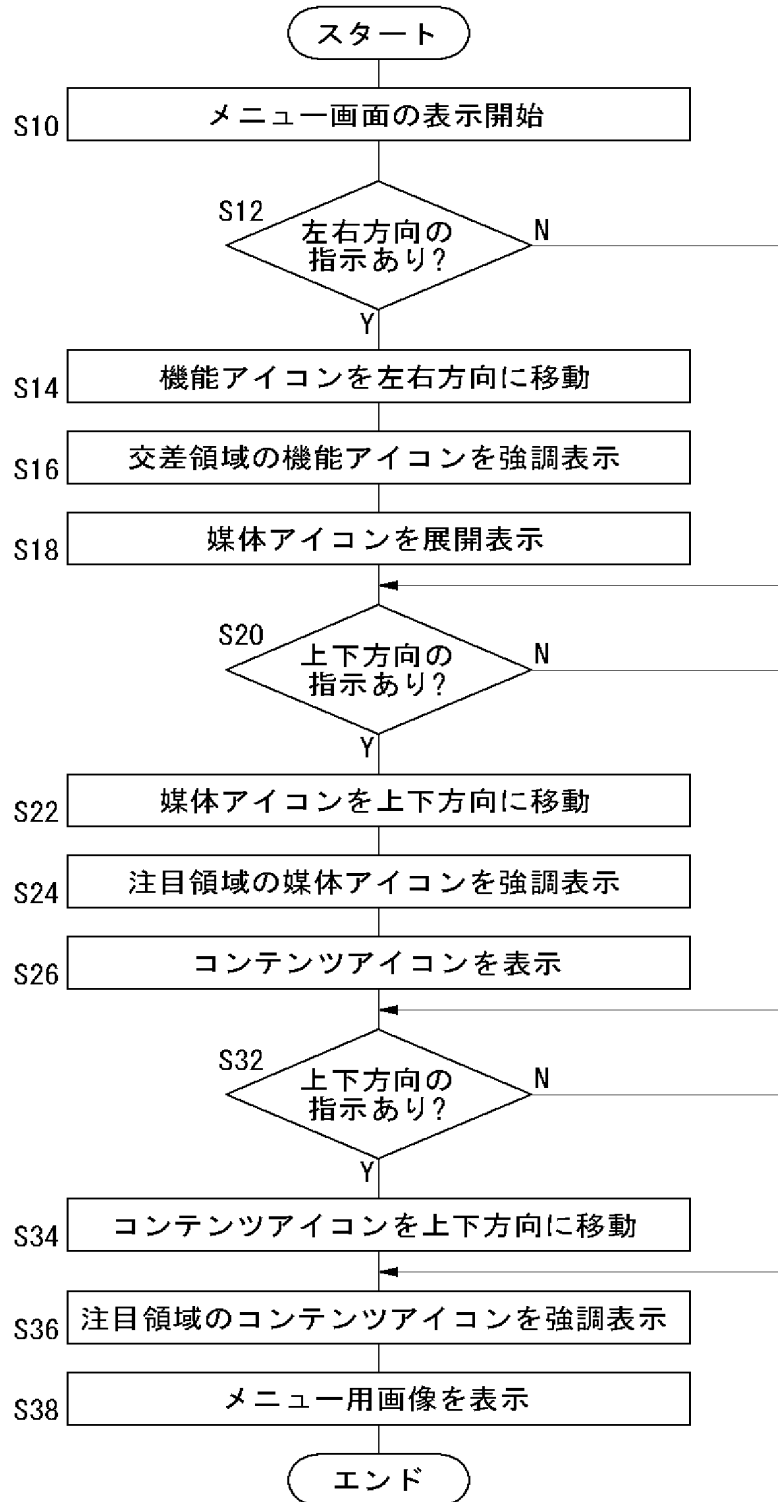 スタート
S10
メニュー画面の表示開始
S12
左右方向の
指示あり?
N
Y
S14
機能アイコンを左右方向に移動
S16
交差領域の機能アイコンを強調表示
S18
媒体アイコンを展開表示
S20
上下方向の
指示あり?
N
Y
S22
媒体アイコンを上下方向に移動
S24
注目領域の媒体アイコンを強調表示
S26
コンテンツアイコンを表示
S32
上下方向の
指示あり?
N
Y
S34
コンテンツアイコンを上下方向に移動
S36
注目領域のコンテンツアイコンを強調表示
S38
メニュー用画像を表示
エンド